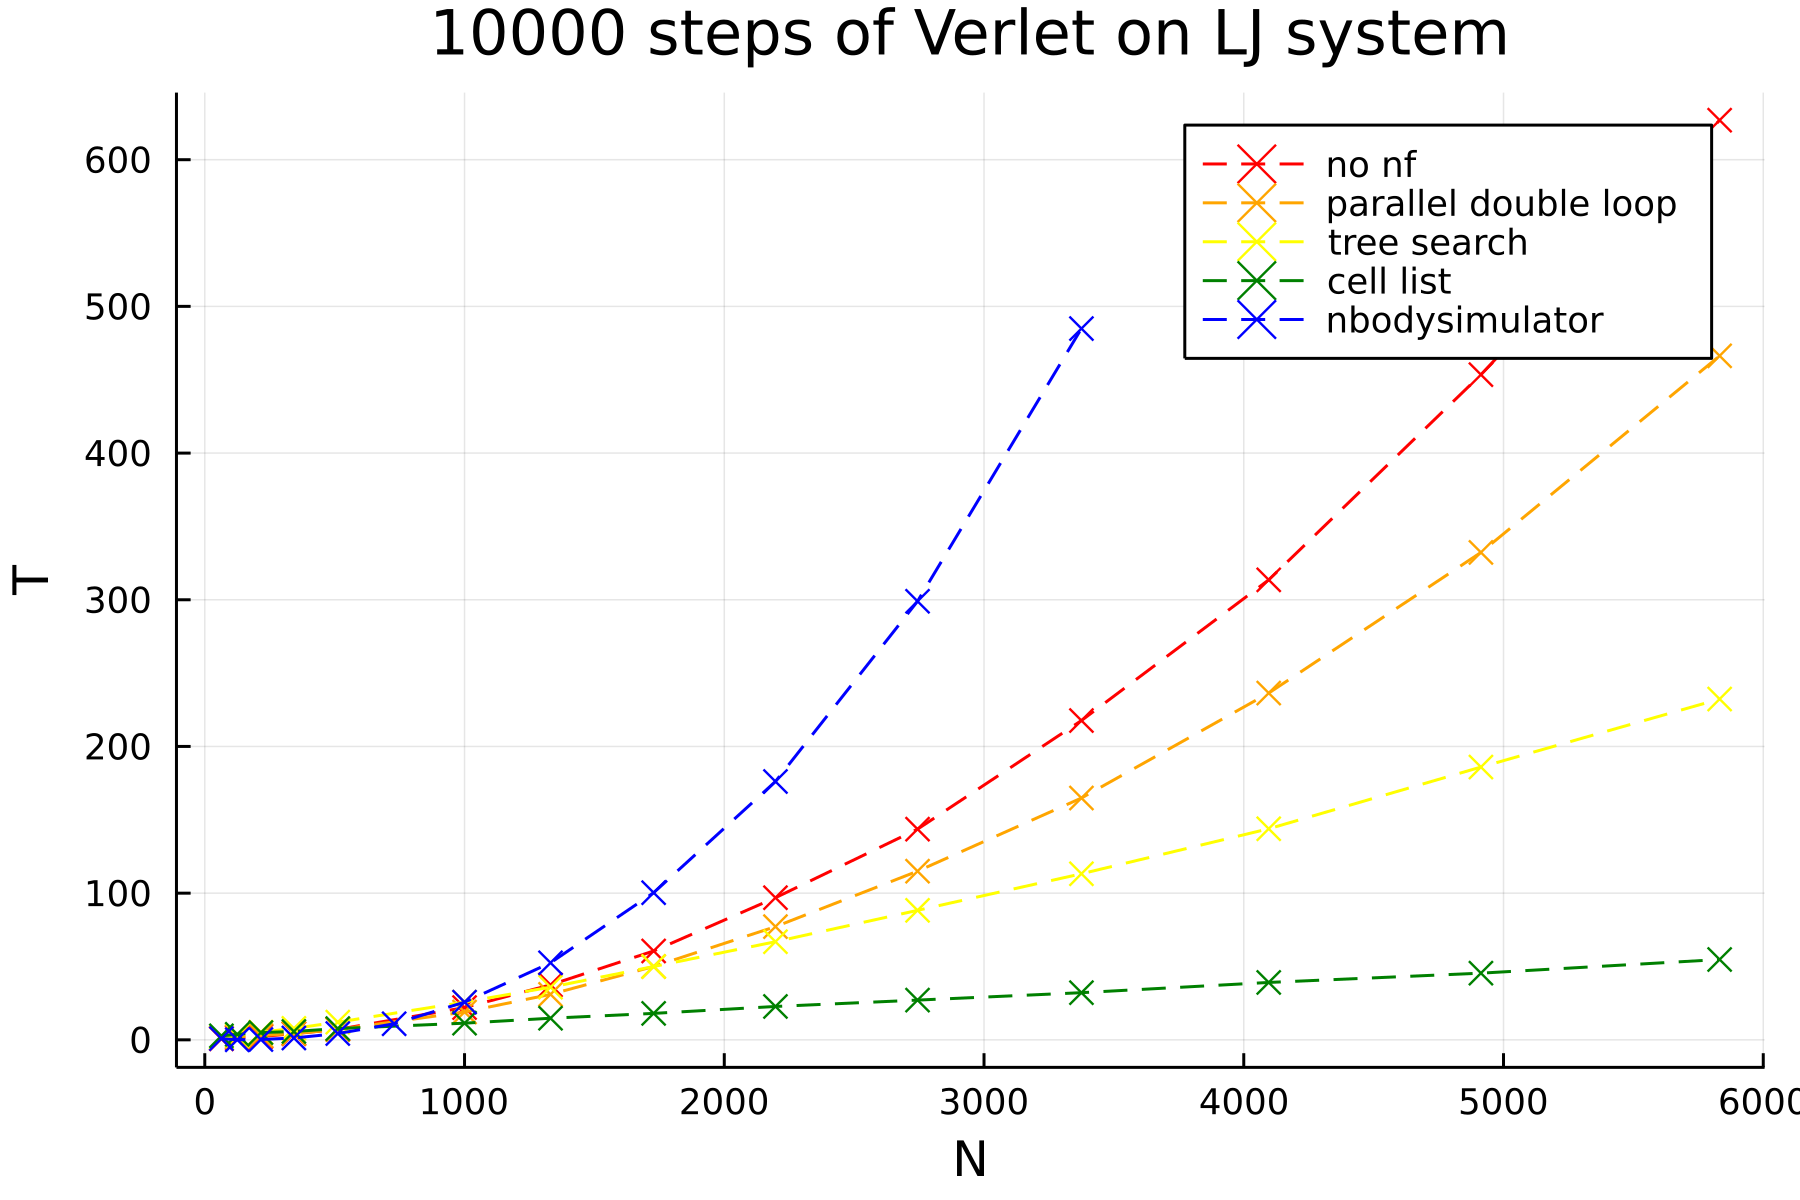 10000 steps of Verlet on LJ system
600
500
400
300
200
100
0
T
no nf
parallel double loop
tree search
cell list
nbodysimulator
0 1000 2000 3000 4000 5000 6000
N